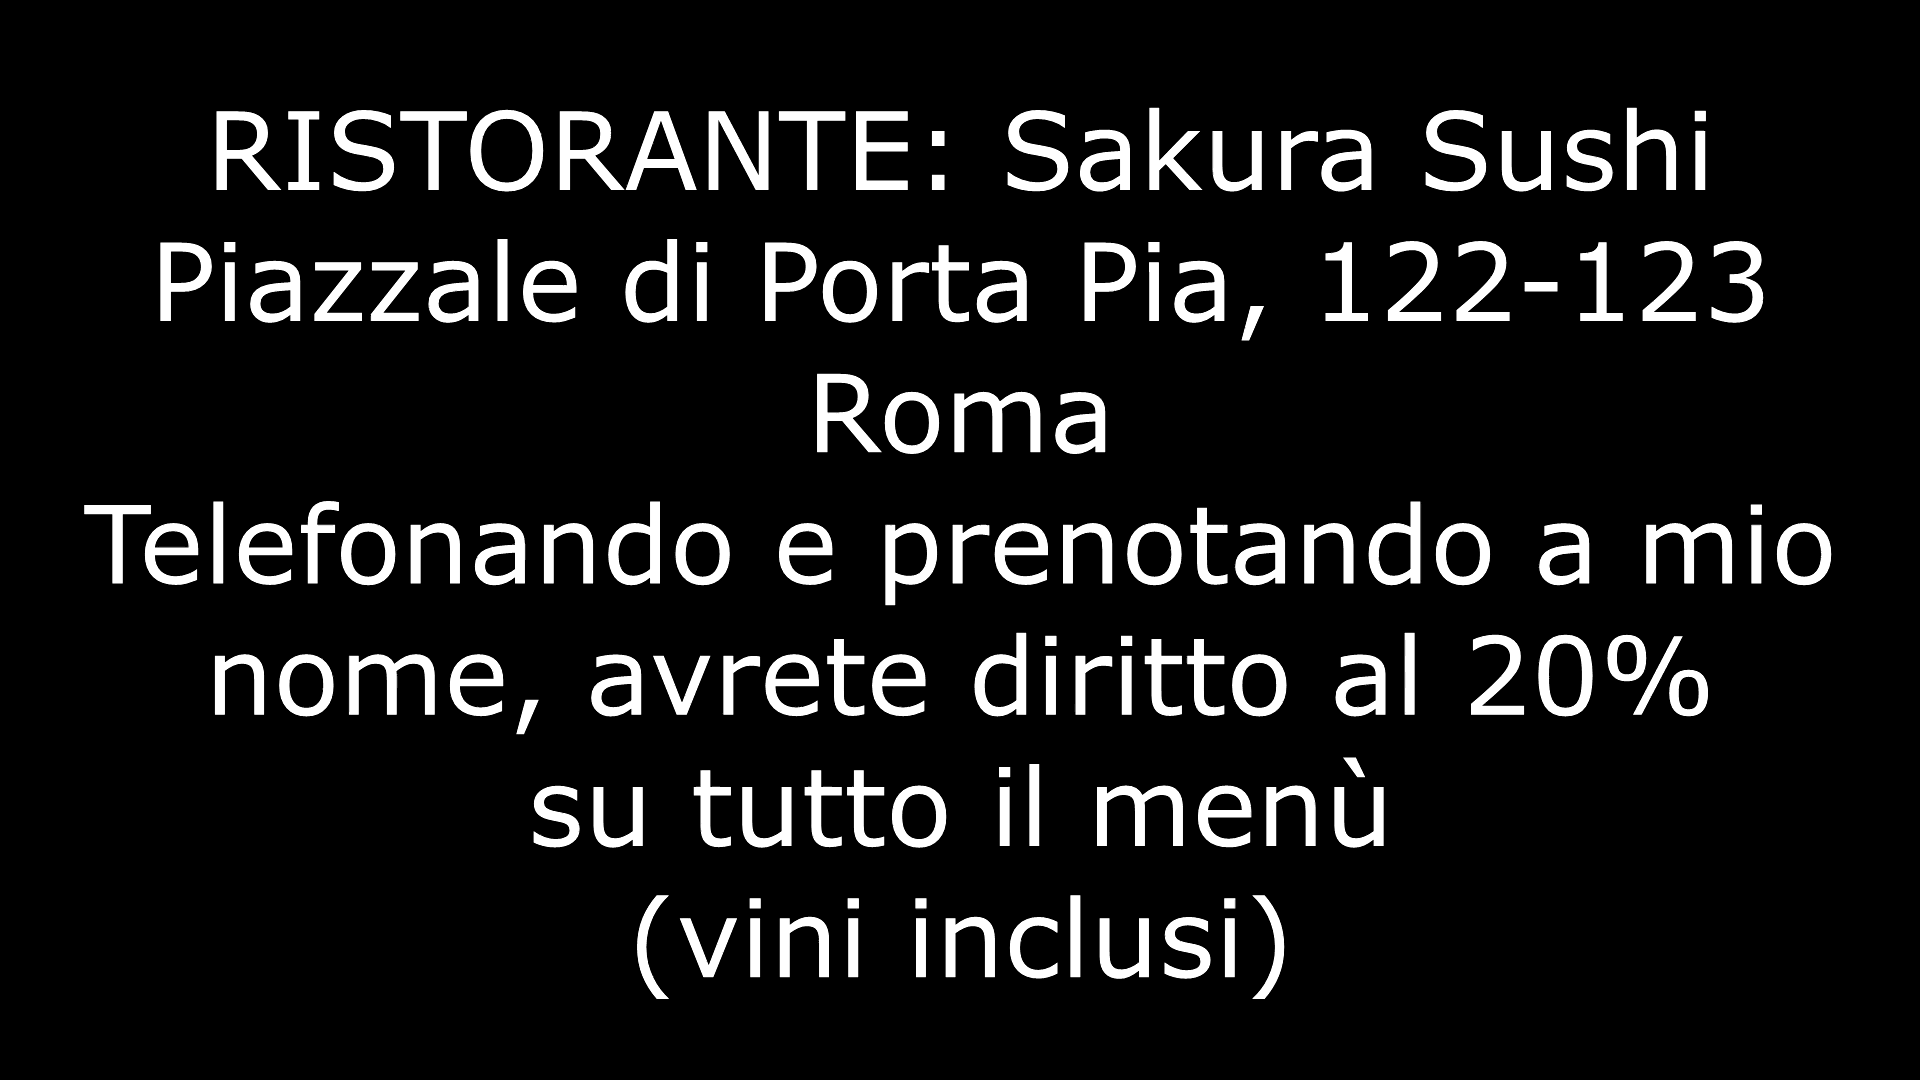 RISTORANTE: Sakura Sushi
Piazzale di Porta Pia, 122-123
Roma
Telefonando e prenotando a mio
nome, avrete diritto al 20%
su tutto il menù
(vini inclusi)